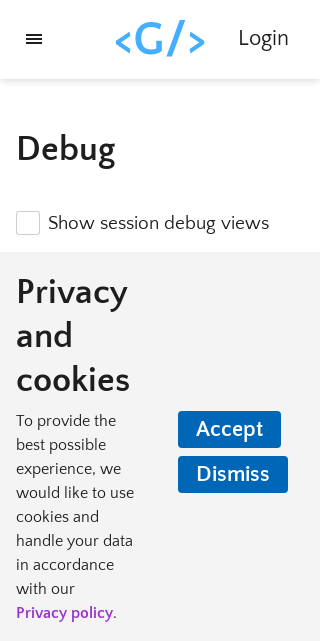 <G/>
Login
Debug
Show session debug views
Privacy
and
cookies
To provide the
best possible
experience, we
would like to use
cookies and
handle your data
in accordance
with our
Privacy policy.
Accept
Dismiss